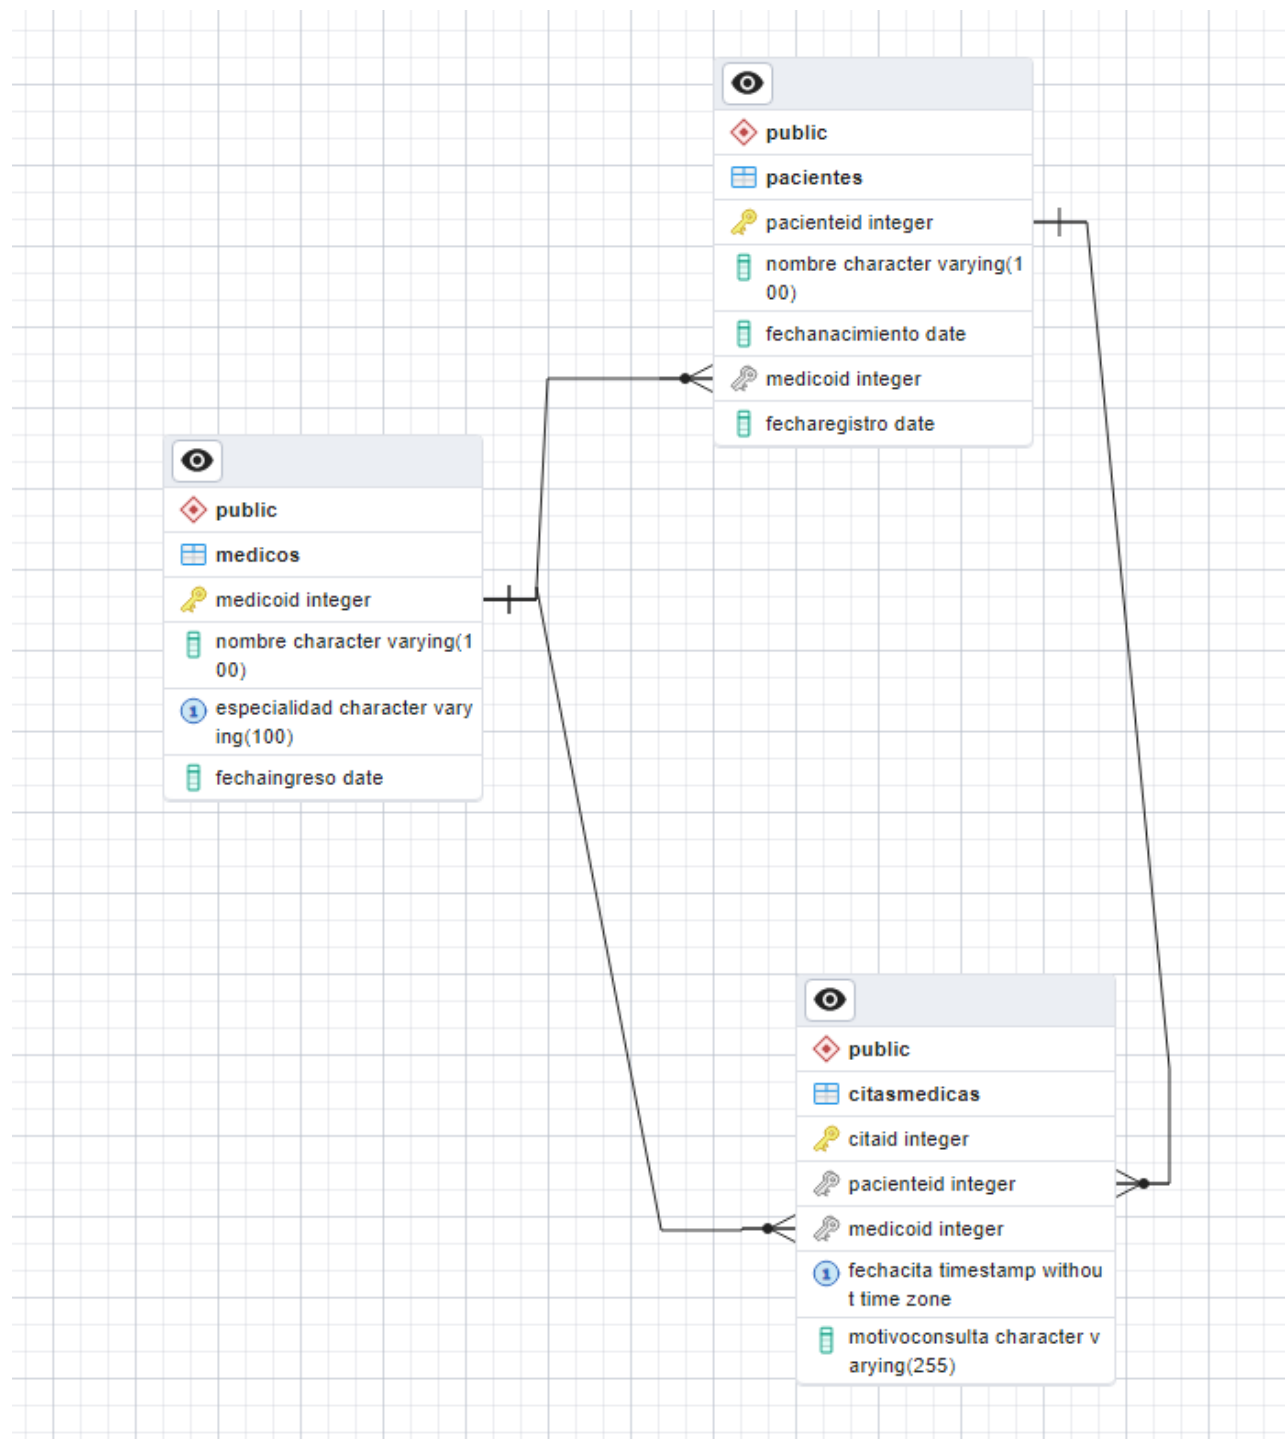 public
pacientes
pacienteid integer
nombre character varying(1
00)
fechanacimiento date
medicoid integer
fecharegistro date
public
medicos
medicoid integer
nombre character varying(1
00)
1 especialidad character vary
ing(100)
fechaingreso date
public
citasmedicas
citaid integer
pacienteid integer
medicoid integer
1 fechacita timestamp withou
t time zone
motivoconsulta character v
arying(255)